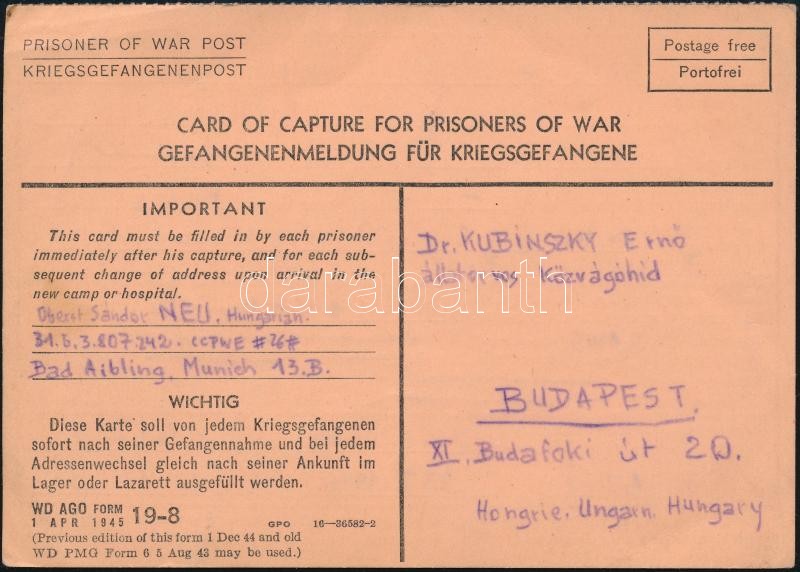 PRISONER OF WAR POST
KRIEGSGEFANGENENPOST
Postage free
Portofrei
CARD OF CAPTURE FOR PRISONERS OF WAR
GEFANGENENMELDUNG FÜR KRIEGSGEFANGENE
IMPORTANT
This card must be filled in by each prisoner
immediately after his capture, and for each sub-
sequent change of address upon arrival in the
new camp or hospital.
Oberst Sándor NEU. Hungarian.
31.G.3.807.242. CCPWE #26#
Bad Aibling, Munich 13.B.
WICHTIG
Diese Karte soll von jedem Kriegsgefangenen
sofort nach seiner Gefangennahme und bei jedem
Adressenwechsel gleich nach seiner Ankunft im
Lager oder Lazarett ausgefüllt werden.
WD AGO FORM 19-8
1 APR 1945
GPO 16—36582-2
(Previous edition of this form 1 Dec 44 and old
WD PMG Form 6 5 Aug 43 may be used.)
Dr. KUBINSZKY Ernő
állatorvos Közvágóhid
darabanth
BUDAPEST.
XI. Budafoki út 20.
Hongrie. Ungarn. Hungary